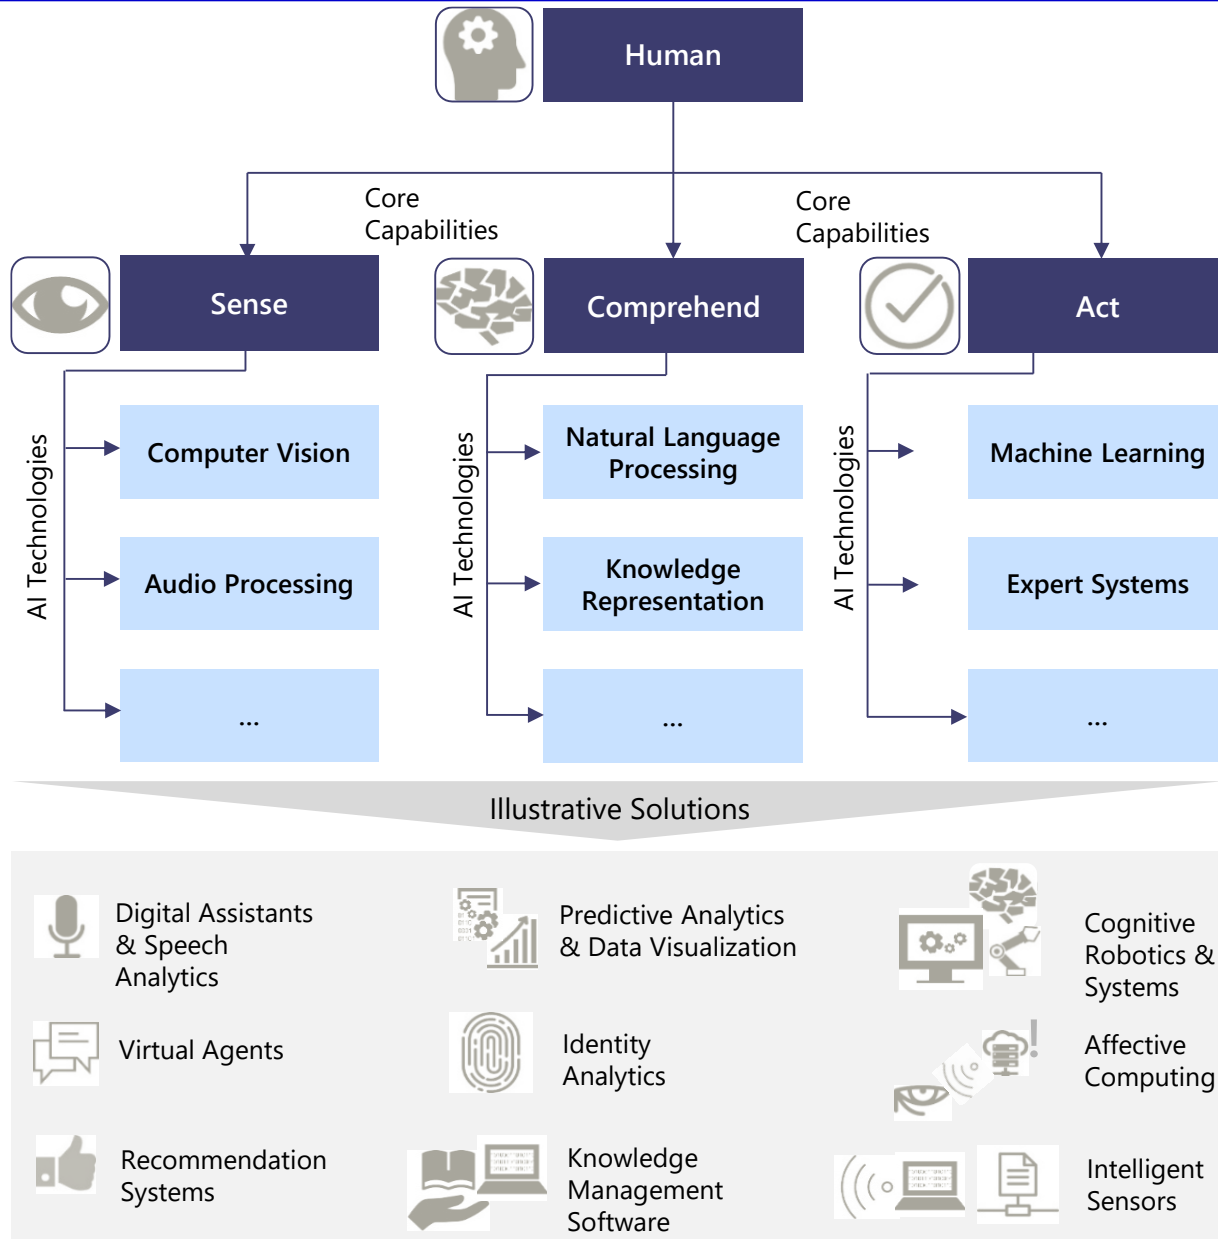 Human
Core
Capabilities
Core
Capabilities
Sense
Comprehend
Act
AI Technologies
Computer Vision
Audio Processing
...
AI Technologies
Natural Language
Processing
Knowledge
Representation
...
AI Technologies
Machine Learning
Expert Systems
...
Illustrative Solutions
Digital Assistants
& Speech
Analytics
Predictive Analytics
& Data Visualization
Cognitive
Robotics &
Systems
Virtual Agents
Identity
Analytics
Affective
Computing
Recommendation
Systems
Knowledge
Management
Software
Intelligent
Sensors